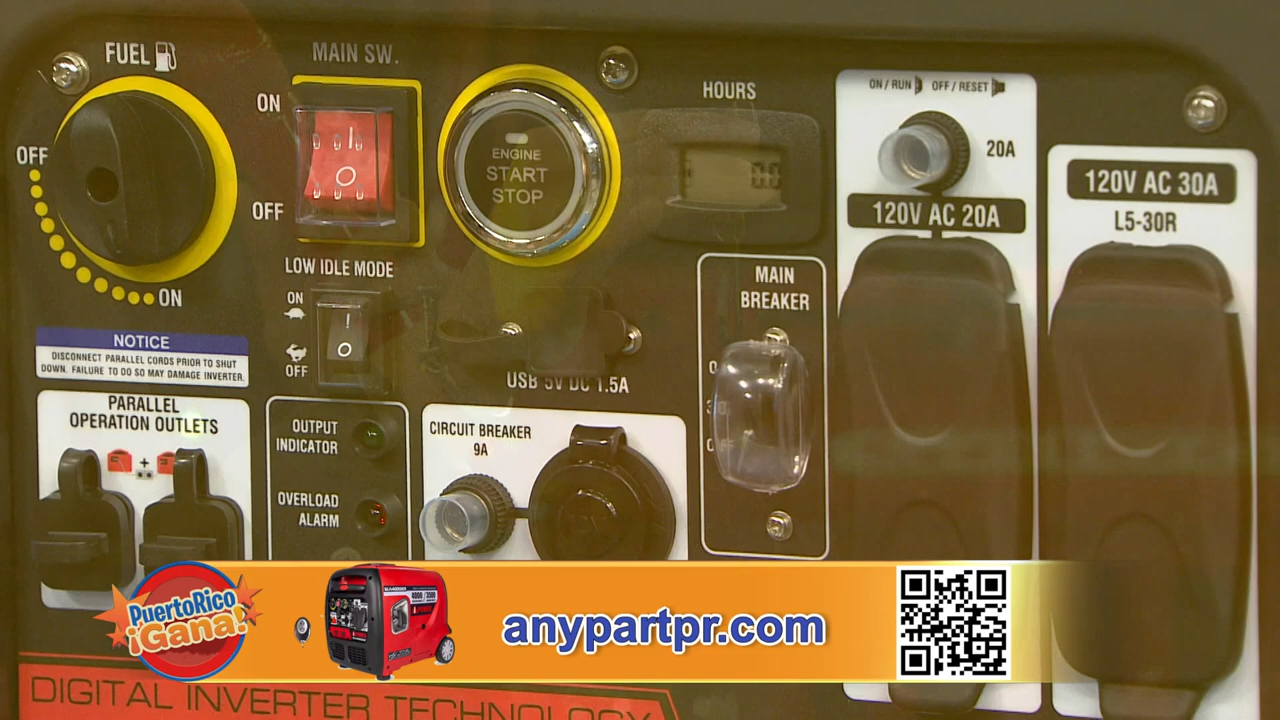 FUEL
OFF
ON
MAIN SW.
ON
OFF
ENGINE
START
STOP
HOURS
ON / RUN OFF / RESET
20A
120V AC 20A
120V AC 30A
L5-30R
LOW IDLE MODE
ON
OFF
MAIN
BREAKER
USB 5V DC 1.5A
NOTICE
DISCONNECT PARALLEL CORDS PRIOR TO SHUT
DOWN. FAILURE TO DO SO MAY DAMAGE INVERTER.
PARALLEL
OPERATION OUTLETS
OUTPUT
INDICATOR
OVERLOAD
ALARM
CIRCUIT BREAKER
9A
PuertoRico
¡Gana!
anypartpr.com
DIGITAL INVERTER TECHNOLOGY